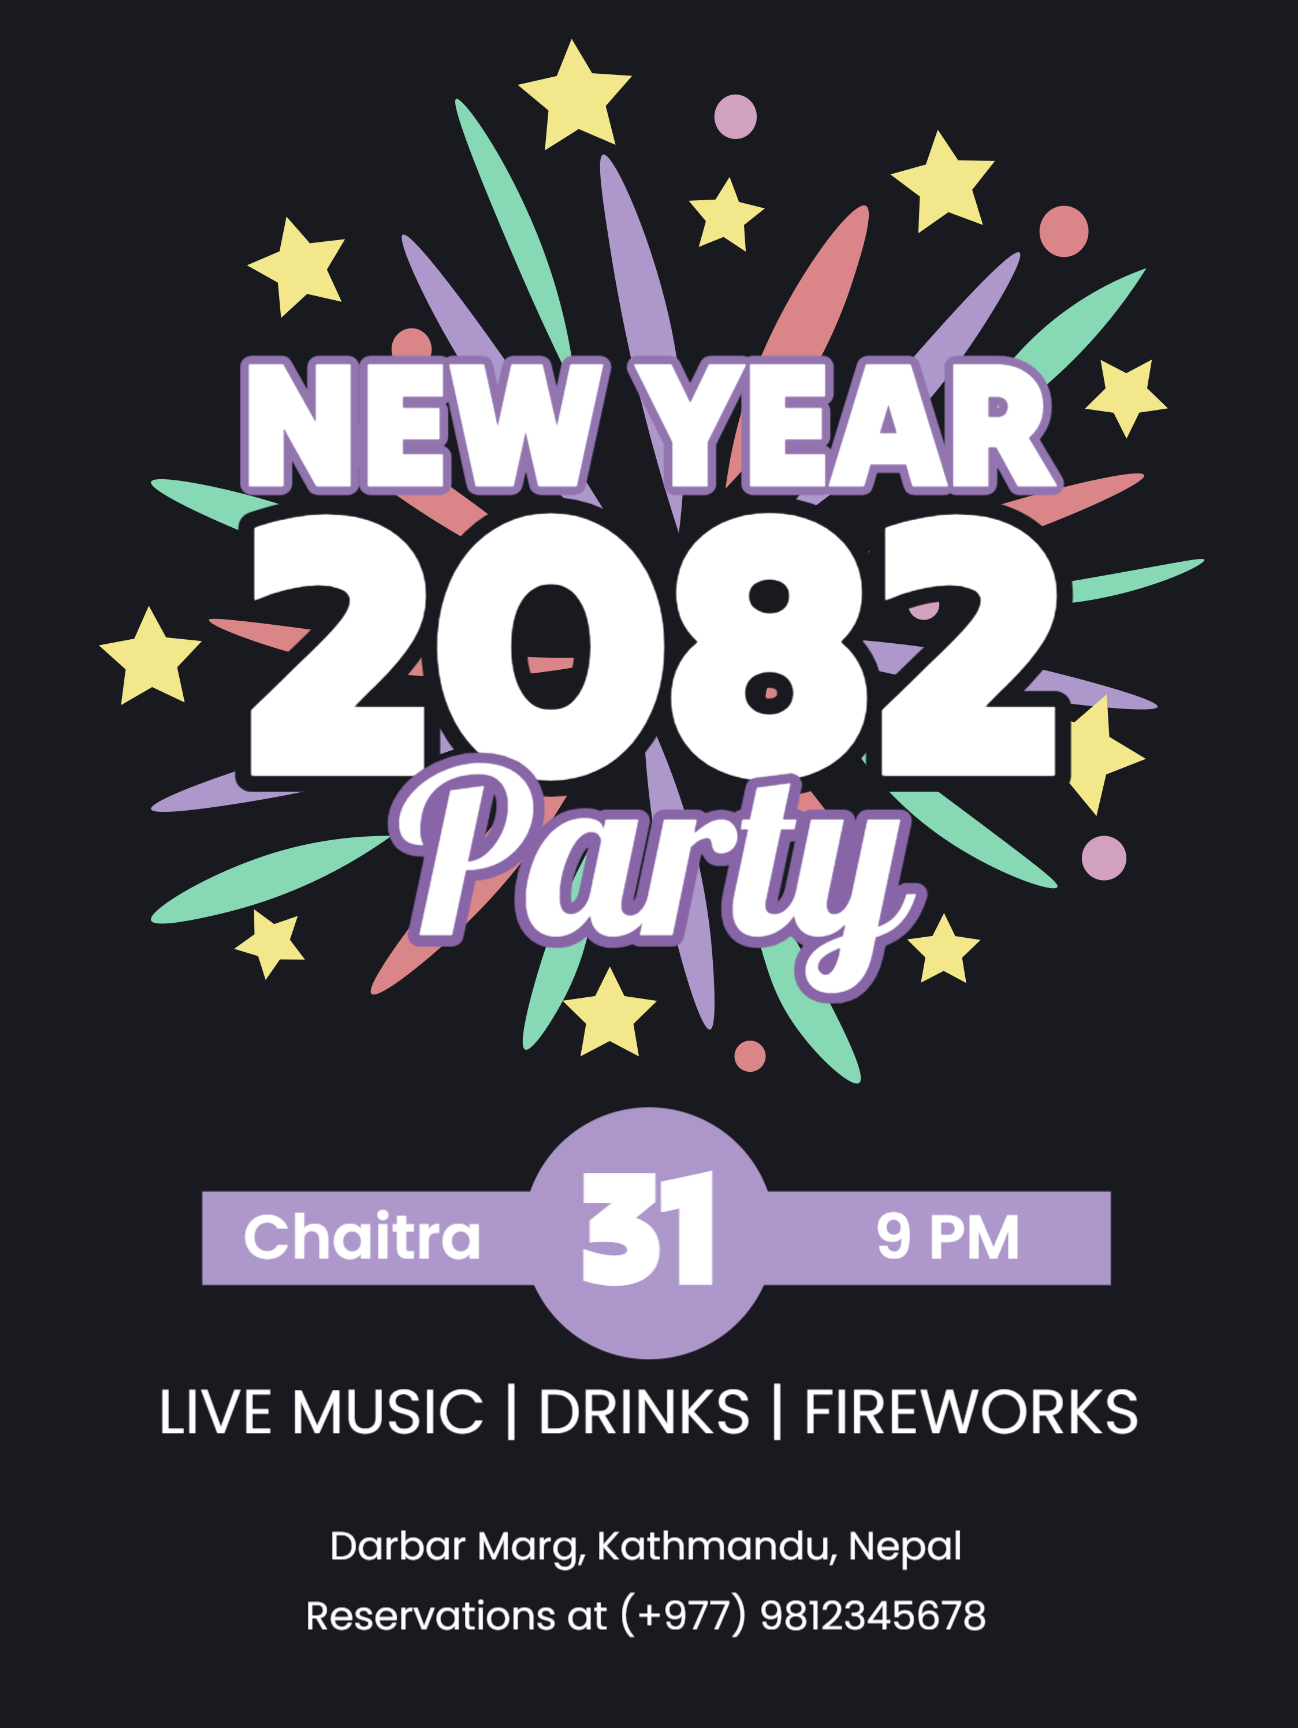 NEW YEAR
2082
Party
Chaitra 31 9 PM
LIVE MUSIC | DRINKS | FIREWORKS
Darbar Marg, Kathmandu, Nepal
Reservations at (+977) 9812345678